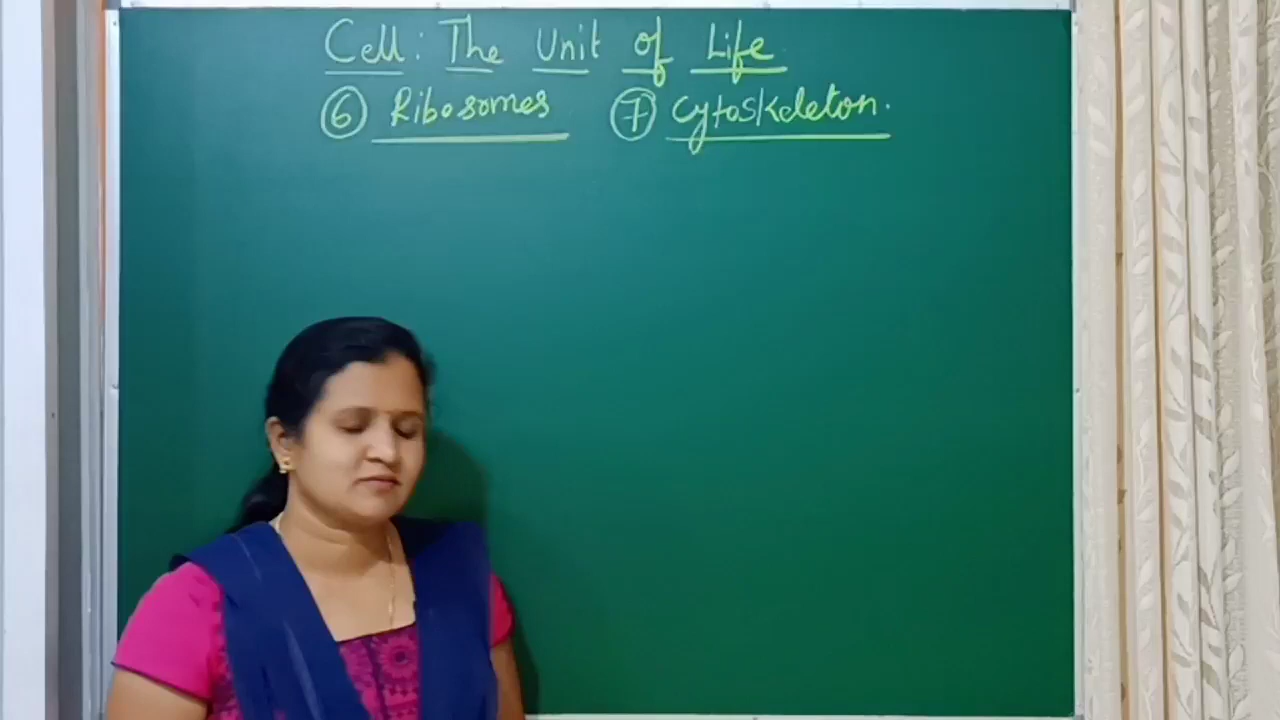 Cell: The Unit of Life
⑥ Ribosomes ⑦ Cytoskeleton.